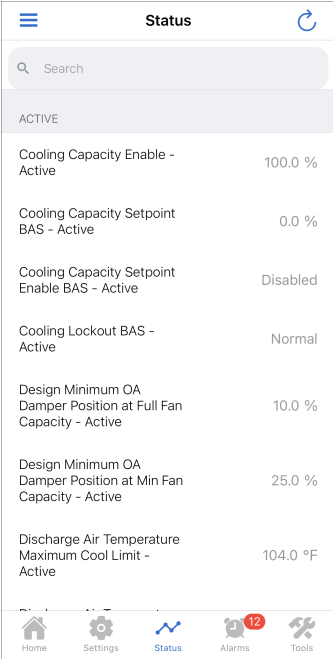 Status
Search
ACTIVE
Cooling Capacity Enable -
Active
100.0 %
Cooling Capacity Setpoint
BAS - Active
0.0 %
Cooling Capacity Setpoint
Enable BAS - Active
Disabled
Cooling Lockout BAS -
Active
Normal
Design Minimum OA
Damper Position at Full Fan
Capacity - Active
10.0 %
Design Minimum OA
Damper Position at Min Fan
Capacity - Active
25.0 %
Discharge Air Temperature
Maximum Cool Limit -
Active
104.0 °F
12
Home
Settings
Status
Alarms
Tools